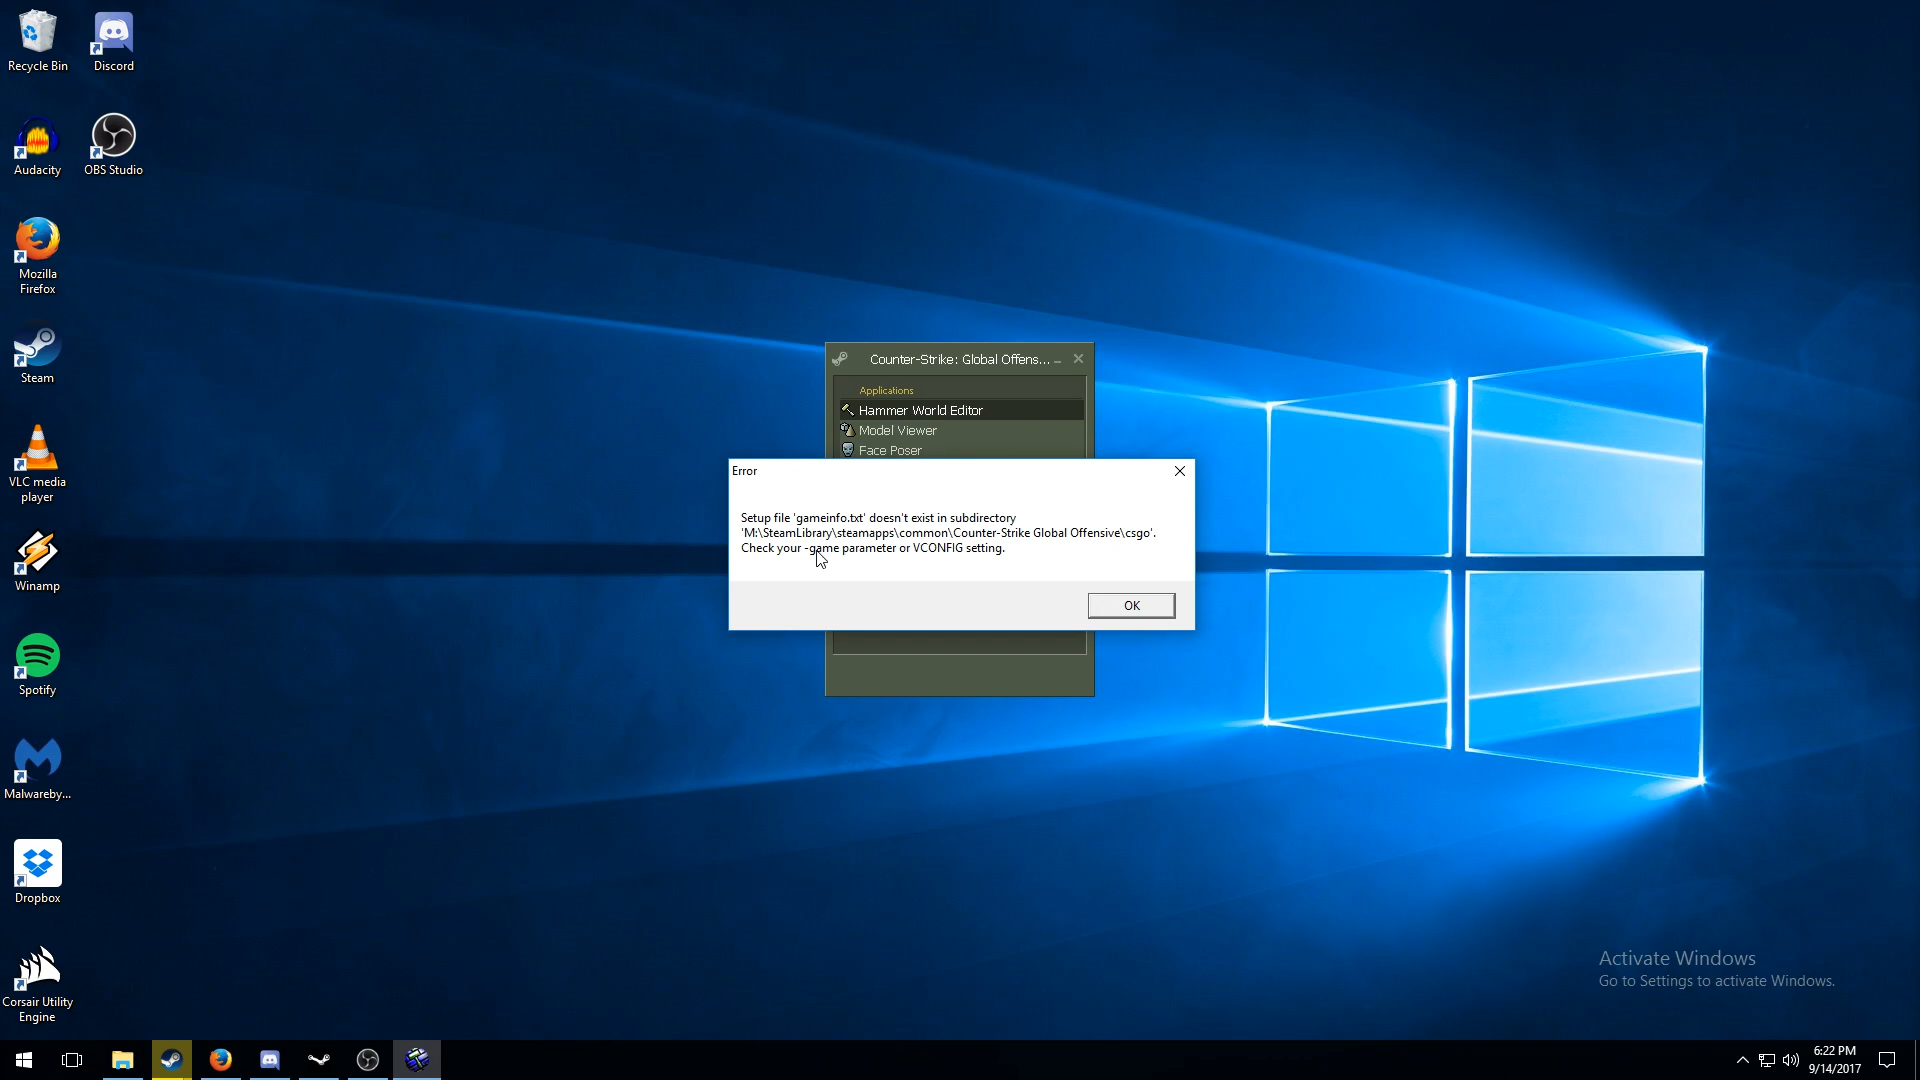 Recycle Bin
Discord
Audacity
OBS Studio
Mozilla
Firefox
Steam
VLC media
player
Winamp
Spotify
Malwareby...
Dropbox
Corsair Utility
Engine
Counter-Strike: Global Offens...
Applications
Hammer World Editor
Model Viewer
Face Poser
Error
Setup file 'gameinfo.txt' doesn't exist in subdirectory
'M:\SteamLibrary\steamapps\common\Counter-Strike Global Offensive\csgo'.
Check your -game parameter or VCONFIG setting.
OK
Activate Windows
Go to Settings to activate Windows.
6:22 PM
9/14/2017